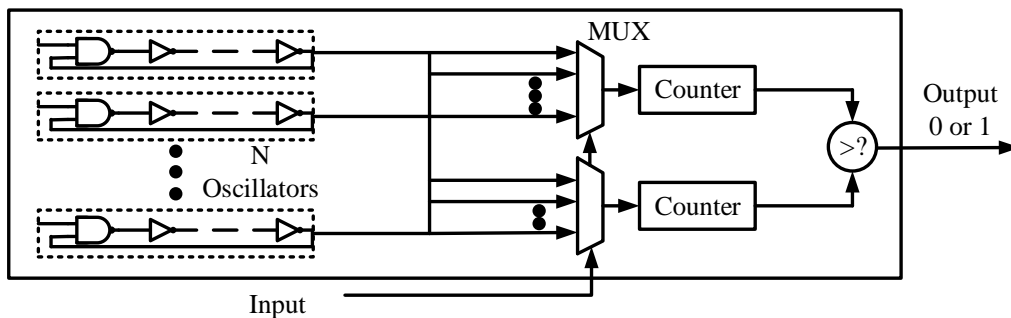 MUX
Counter
Output
0 or 1
>?
N
Oscillators
Counter
Input